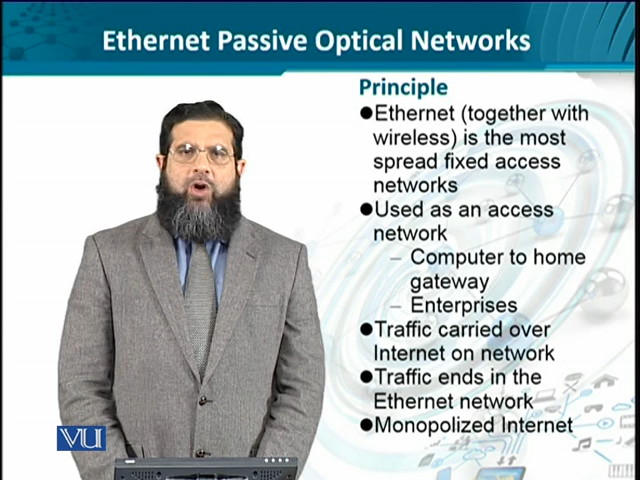 Ethernet Passive Optical Networks
Principle
●Ethernet (together with
wireless) is the most
spread fixed access
networks
●Used as an access
network
– Computer to home
gateway
– Enterprises
●Traffic carried over
Internet on network
●Traffic ends in the
Ethernet network
●Monopolized Internet
VU